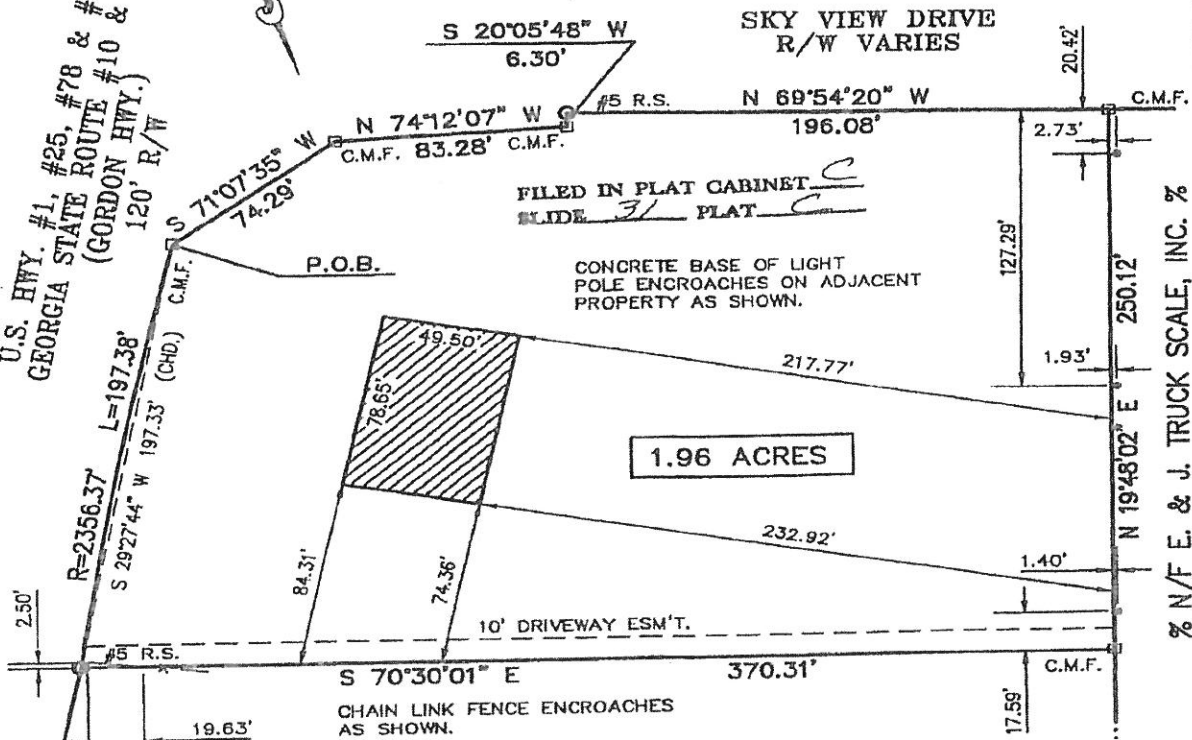 U.S. HWY. #1, #25, #78 & #
GEORGIA STATE ROUTE #10 &
(GORDON HWY.)
120' R/W
S 20°05'48" W
6.30'
SKY VIEW DRIVE
R/W VARIES
20.42'
#5 R.S.
N 69°54'20" W
196.08'
C.M.F.
2.73'
N 74°12'07" W
C.M.F. 83.28' C.M.F.
S 71°07'35" W
74.29'
FILED IN PLAT CABINET C
SLIDE 31 PLAT C
P.O.B.
C.M.F.
CONCRETE BASE OF LIGHT
POLE ENCROACHES ON ADJACENT
PROPERTY AS SHOWN.
127.29'
250.12'
N 19°48'02" E
% N/F E. & J. TRUCK SCALE, INC. %
R=2356.37' L=197.38'
S 29°27'44" W 197.33' (CHD.)
49.50'
78.65'
217.77'
1.93'
1.96 ACRES
232.92'
1.40'
84.31'
74.36'
10' DRIVEWAY ESM'T.
2.50'
#5 R.S.
S 70°30'01" E
370.31'
C.M.F.
17.59'
CHAIN LINK FENCE ENCROACHES
AS SHOWN.
19.63'